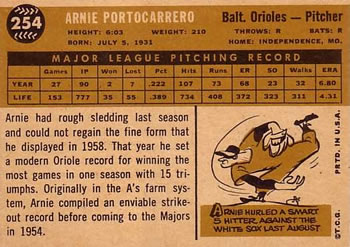 254
ARNIE PORTOCARRERO
Balt. Orioles — Pitcher
HEIGHT: 6:03 WEIGHT: 210 THROWS: R BATS: R
BORN: JULY 5, 1931 HOME: INDEPENDENCE, MO.
MAJOR LEAGUE PITCHING RECORD
Games IP Won Lost Pct. Hits Runs ER SO Walks ERA
YEAR 27 90 2 7 .222 107 73 68 23 32 6.80
LIFE 153 777 37 55 387 372 320 4.31
Arnie had rough sledding last season
and could not regain the fine form that
he displayed in 1958. That year he set
a modern Oriole record for winning the
most games in one season with 15 tri-
umphs. Originally in the A's farm sys-
tem, Arnie compiled an enviable strike-
out record before coming to the Majors
in 1954.
ARNIE HURLED A SMART
5 HITTER, AGAINST THE
WHITE SOX LAST AUGUST
PRTD. IN U.S.A.
©T.C.G.